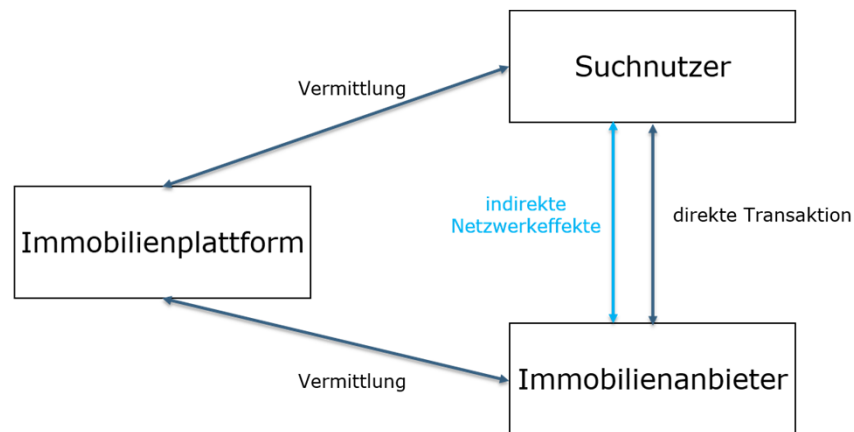 Suchnutzer
Vermittlung
indirekte
Netzwerkeffekte
direkte Transaktion
Immobilienplattform
Vermittlung
Immobilienanbieter